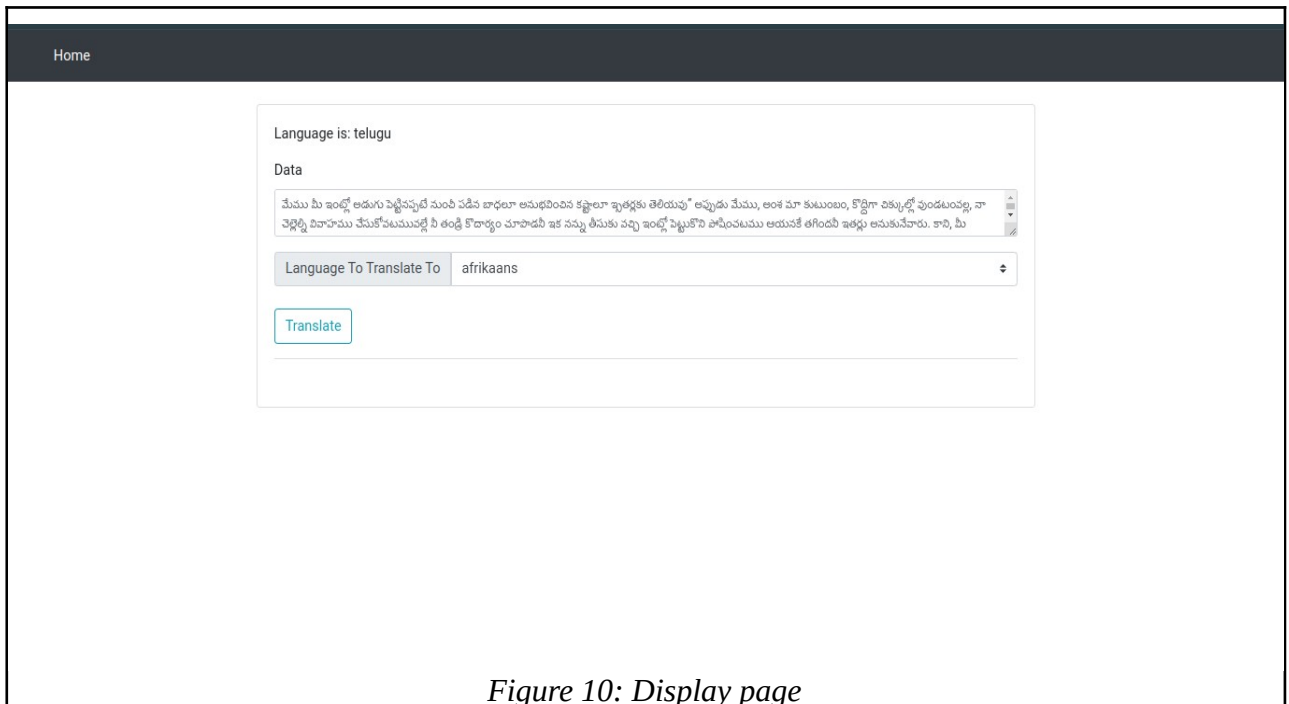 Home
Language is: telugu
Data
మేము మీ ఇంట్లో అడుగు పెట్టినప్పటే నుంచీ పడిన బాధలూ అనుభవించిన కష్టాలూ ఇృతర్లకు తెలియవు" అప్పుడు మేము, అంశ మా కుటుంబం, కొద్దిగా చిక్కుల్లో వుండటంవల్ల, నా
చెల్లెల్ని వివాహము చేసుకోవటమువల్లే నీ తండ్రి కొదార్యం చూపాడనీ ఇక నన్ను తీసుకు వచ్చి ఇంట్లో పెట్టుకొని పోషించటము ఆయనకే తగిందనీ ఇతర్లు అనుకునేవారు. కాని, మీ
Language To Translate To afrikaans
Translate
Figure 10: Display page